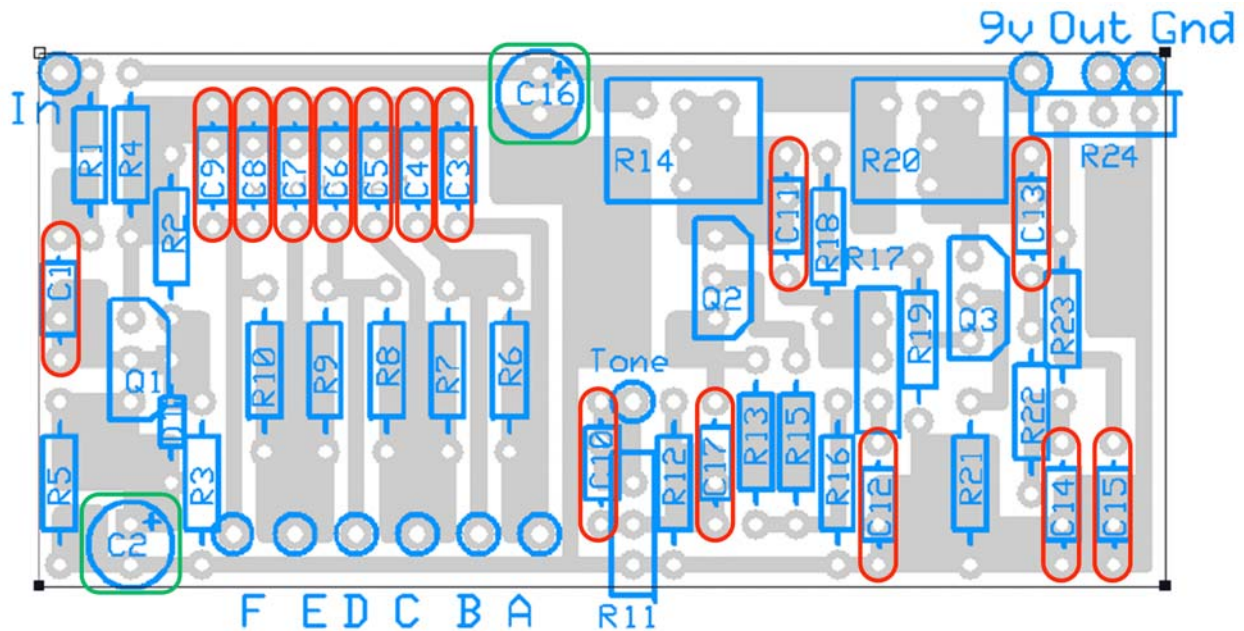 9v Out Gnd
In
C16
+
R1
R4
R2
C9
C8
C7
C6
C5
C4
C3
R14
C11
R18
R20
C13
R24
C1
Q1
R17
Q2
R19
Q3
R23
R10
R9
R8
R7
R6
Tone
R5
R3
C2
+
C10
R12
C17
R13
R15
R16
C12
R21
R22
C14
C15
F E D C B A
R11